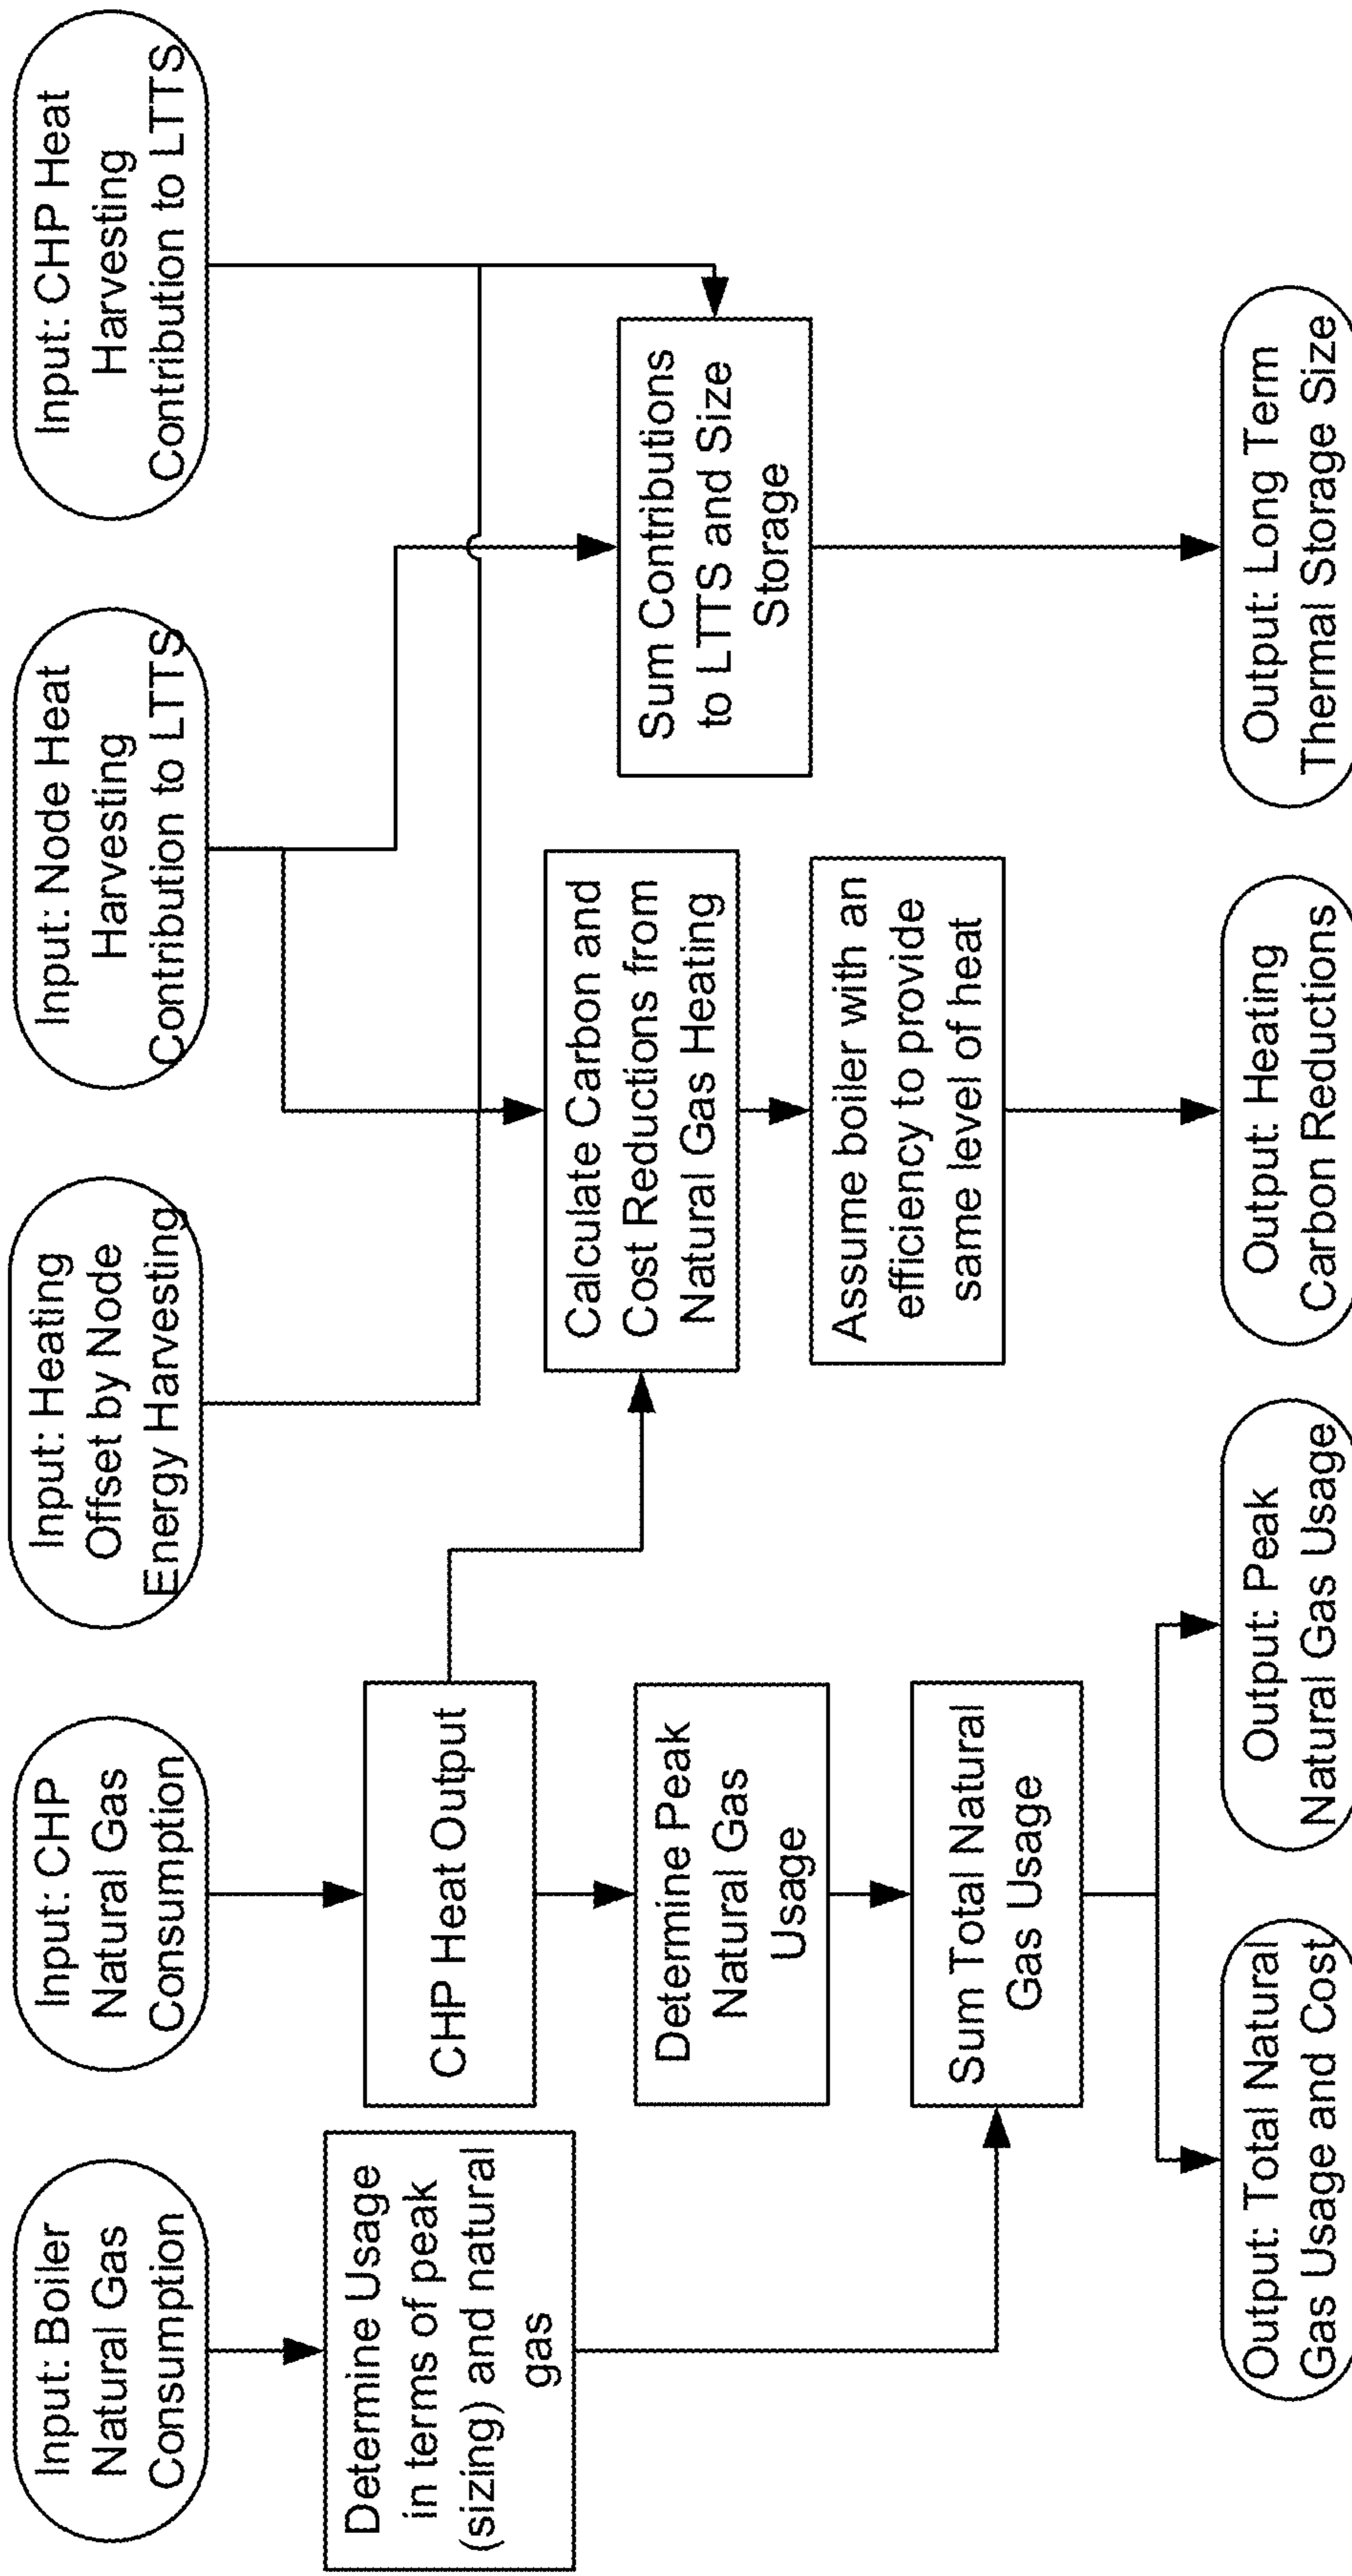 Input: Boiler
Natural Gas
Consumption
Input: CHP
Natural Gas
Consumption
Input: Heating
Offset by Node
Energy Harvesting
Input: Node Heat
Harvesting
Contribution to LTTS
Input: CHP Heat
Harvesting
Contribution to LTTS
Determine Usage
in terms of peak
(sizing) and natural
gas
CHP Heat Output
Determine Peak
Natural Gas
Usage
Sum Total Natural
Gas Usage
Calculate Carbon and
Cost Reductions from
Natural Gas Heating
Assume boiler with an
efficiency to provide
same level of heat
Sum Contributions
to LTTS and Size
Storage
Output: Total Natural
Gas Usage and Cost
Output: Peak
Natural Gas Usage
Output: Heating
Carbon Reductions
Output: Long Term
Thermal Storage Size